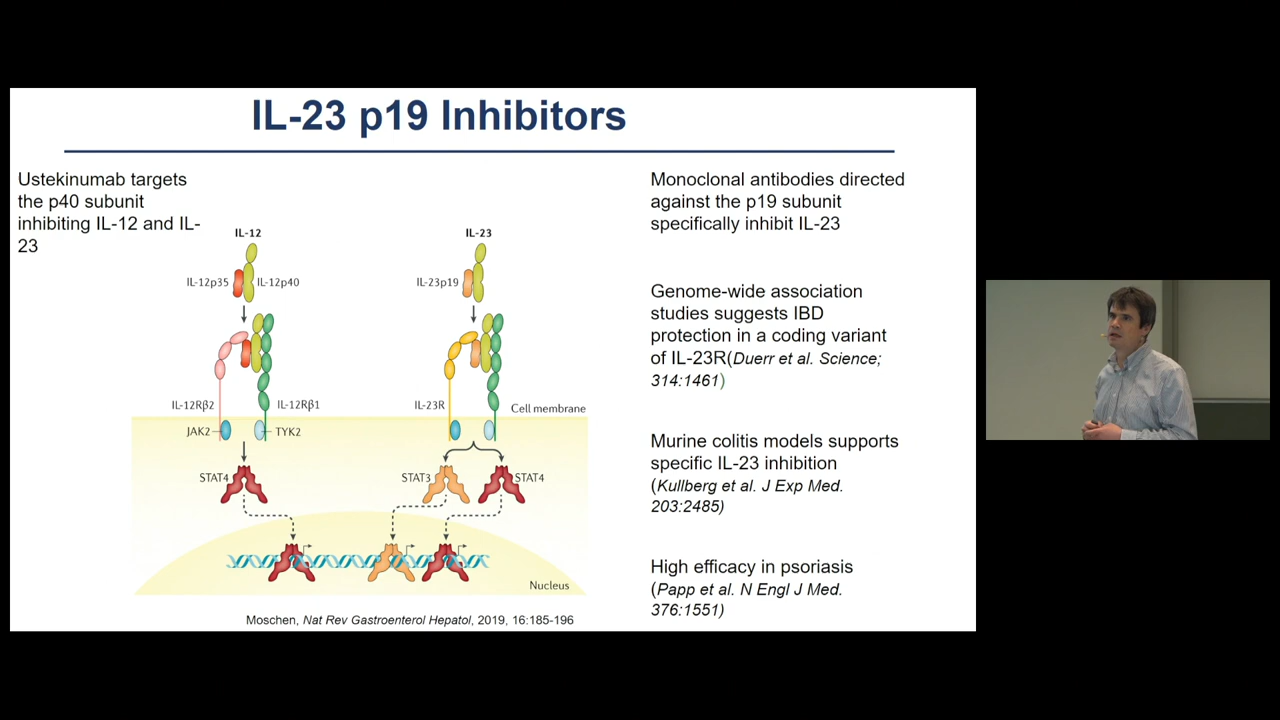 IL-23 p19 Inhibitors
Ustekinumab targets
the p40 subunit
inhibiting IL-12 and IL-
23
IL-12
IL-23
IL-12p35
IL-12p40
IL-23p19
IL-12Rβ2
IL-12Rβ1
IL-23R
Cell membrane
JAK2
TYK2
STAT4
STAT3
STAT4
Nucleus
Moschen, Nat Rev Gastroenterol Hepatol, 2019, 16:185-196
Monoclonal antibodies directed
against the p19 subunit
specifically inhibit IL-23
Genome-wide association
studies suggests IBD
protection in a coding variant
of IL-23R(Duerr et al. Science;
314:1461)
Murine colitis models supports
specific IL-23 inhibition
(Kullberg et al. J Exp Med.
203:2485)
High efficacy in psoriasis
(Papp et al. N Engl J Med.
376:1551)